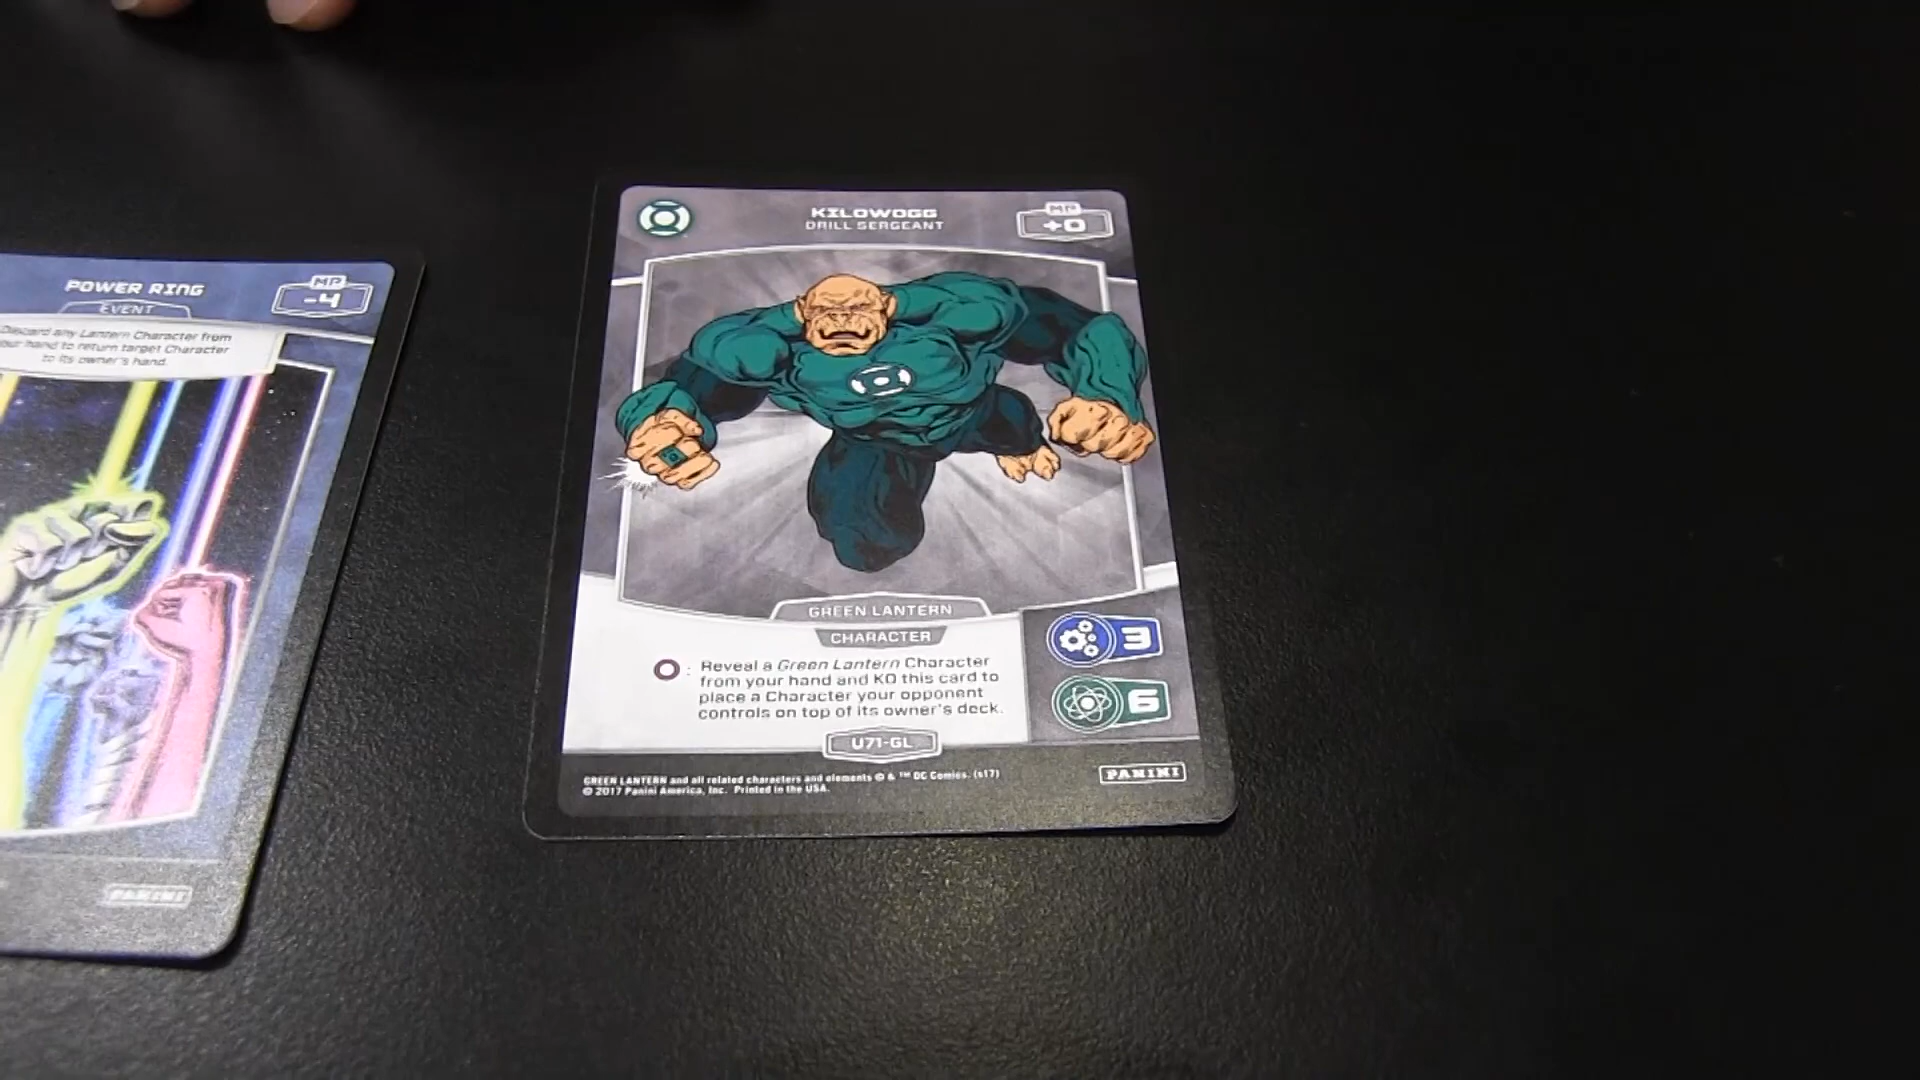 POWER RING
MP
-4
EVENT
Discard any Lantern Character from
your hand to return target Character
to its owner's hand.
PANINI
KILOWOGG
DRILL SERGEANT
MP
+0
GREEN LANTERN
CHARACTER
: Reveal a Green Lantern Character
from your hand and KO this card to
place a Character your opponent
controls on top of its owner's deck.
3
6
U71-GL
GREEN LANTERN and all related characters and elements © & ™ DC Comics. (s17)
© 2017 Panini America, Inc. Printed in the USA.
PANINI